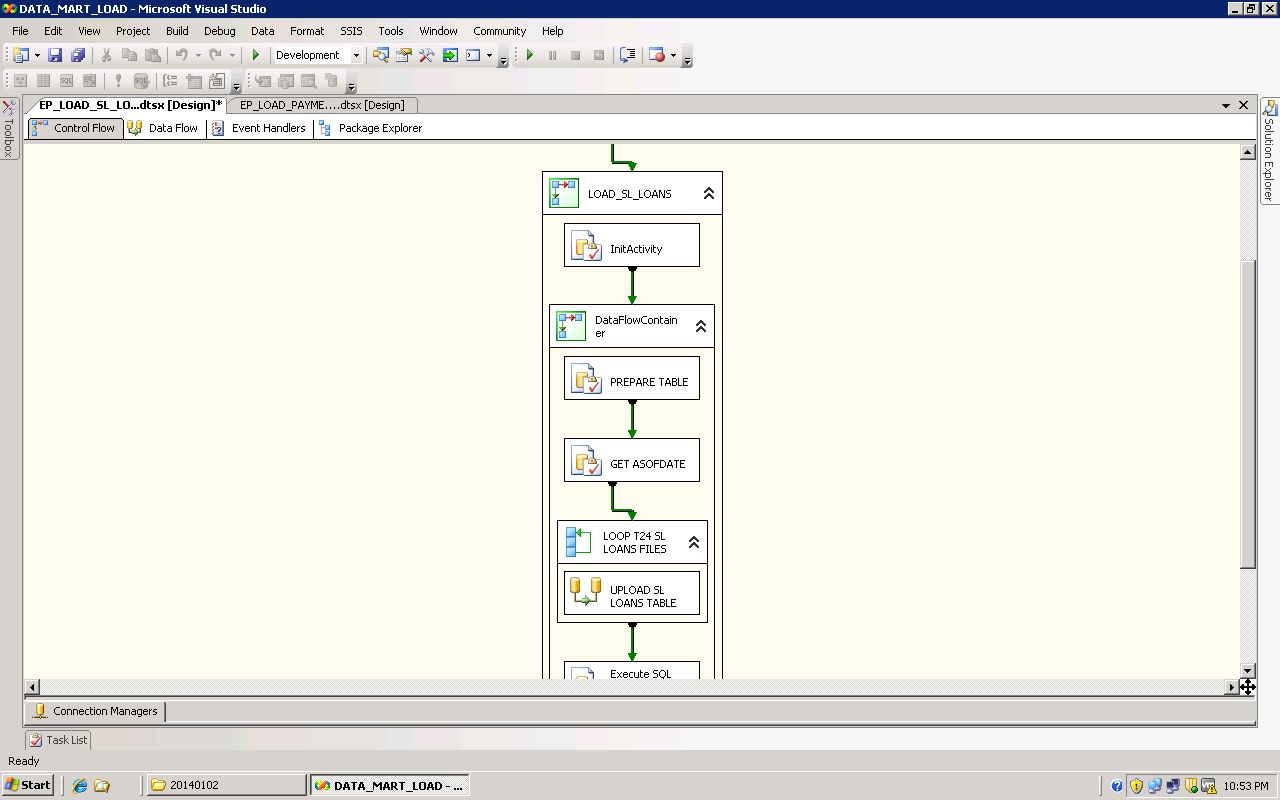 DATA_MART_LOAD - Microsoft Visual Studio
File Edit View Project Build Debug Data Format SSIS Tools Window Community Help
Development
EP_LOAD_SL_LO...dtsx [Design]* EP_LOAD_PAYME....dtsx [Design]
Toolbox
Solution Explorer
Control Flow Data Flow Event Handlers Package Explorer
LOAD_SL_LOANS
InitActivity
DataFlowContain
er
PREPARE TABLE
GET ASOFDATE
LOOP T24 SL
LOANS FILES
UPLOAD SL
LOANS TABLE
Execute SQL
Connection Managers
Task List
Ready
Start 20140102 DATA_MART_LOAD - ... 10:53 PM